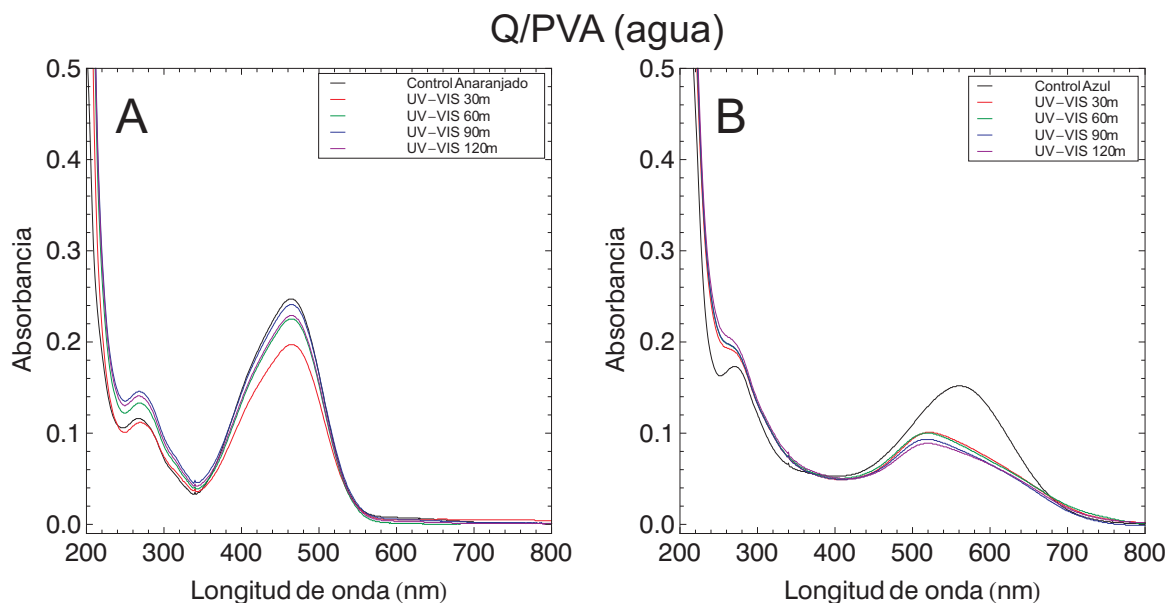 Q/PVA (agua)
A
Control Anaranjado
UV-VIS 30m
UV-VIS 60m
UV-VIS 90m
UV-VIS 120m
Absorbancia
0.5
0.4
0.3
0.2
0.1
0.0
200 300 400 500 600 700 800
Longitud de onda (nm)
B
Control Azul
UV-VIS 30m
UV-VIS 60m
UV-VIS 90m
UV-VIS 120m
Absorbancia
0.5
0.4
0.3
0.2
0.1
0.0
200 300 400 500 600 700 800
Longitud de onda (nm)